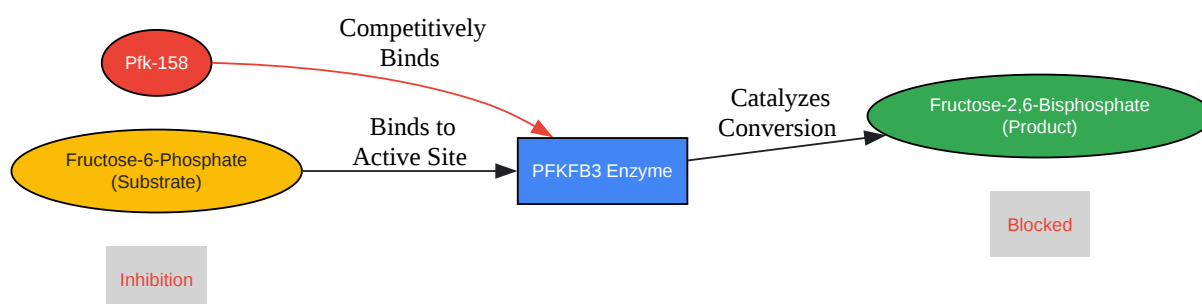 Pfk-158
Competitively
Binds
Fructose-6-Phosphate
(Substrate)
Binds to
Active Site
PFKFB3 Enzyme
Catalyzes
Conversion
Fructose-2,6-Bisphosphate
(Product)
Inhibition
Blocked